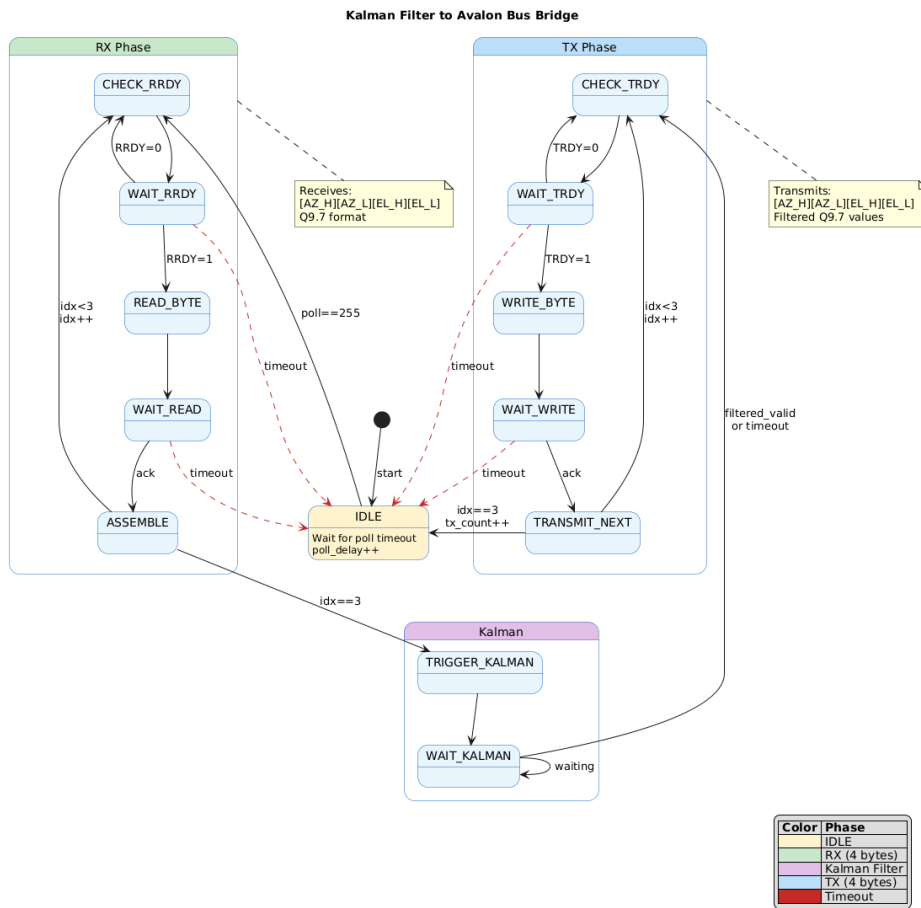 Kalman Filter to Avalon Bus Bridge
RX Phase
CHECK_RRDY
RRDY=0
WAIT_RRDY
RRDY=1
READ_BYTE
idx<3
idx++
timeout
WAIT_READ
ack
timeout
ASSEMBLE
Receives:
[AZ_H][AZ_L][EL_H][EL_L]
Q9.7 format
poll==255
start
IDLE
Wait for poll timeout
poll_delay++
TX Phase
CHECK_TRDY
TRDY=0
WAIT_TRDY
TRDY=1
WRITE_BYTE
idx<3
idx++
timeout
WAIT_WRITE
timeout
ack
idx==3
tx_count++
TRANSMIT_NEXT
Transmits:
[AZ_H][AZ_L][EL_H][EL_L]
Filtered Q9.7 values
filtered_valid
or timeout
idx==3
Kalman
TRIGGER_KALMAN
WAIT_KALMAN
waiting
Color Phase
IDLE
RX (4 bytes)
Kalman Filter
TX (4 bytes)
Timeout